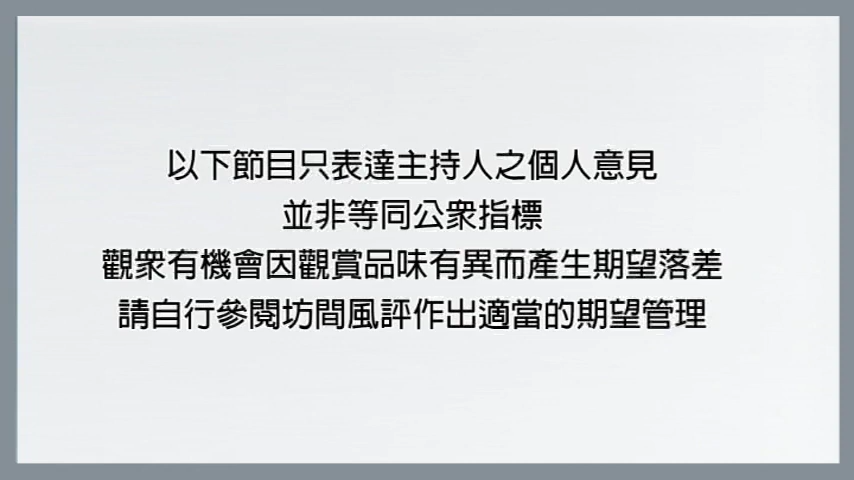 以下節目只表達主持人之個人意見
並非等同公眾指標
觀眾有機會因觀賞品味有異而產生期望落差
請自行參閱坊間風評作出適當的期望管理